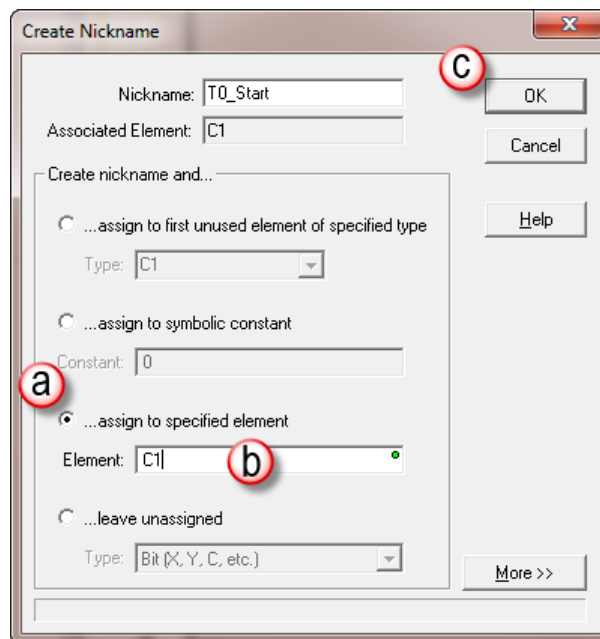 Create Nickname
C
Nickname: T0_Start
OK
Associated Element: C1
Cancel
Create nickname and...
Help
...assign to first unused element of specified type
Type: C1
...assign to symbolic constant
Constant: 0
a
...assign to specified element
Element: C1
b
...leave unassigned
Type: Bit (X, Y, C, etc.)
More >>